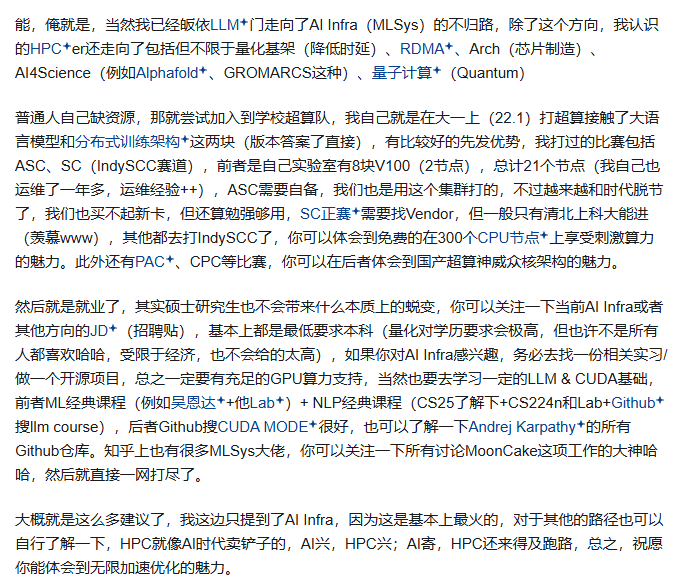 能，俺就是，当然我已经皈依LLM门走向了AI Infra（MLSys）的不归路，除了这个方向，我认识
的HPCer还走向了包括但不限于量化基架（降低时延）、RDMA、Arch（芯片制造）、
AI4Science（例如Alphafold、GROMARCS这种）、量子计算（Quantum）
普通人自己缺资源，那就尝试加入到学校超算队，我自己就是在大一上（22.1）打超算接触了大语
言模型和分布式训练架构这两块（版本答案了直接），有比较好的先发优势，我打过的比赛包括
ASC、SC（IndySCC赛道），前者是自己实验室有8块V100（2节点），总计21个节点（我自己也
运维了一年多，运维经验++），ASC需要自备，我们也是用这个集群打的，不过越来越和时代脱节
了，我们也买不起新卡，但还算勉强够用，SC正赛需要找Vendor，但一般只有清北上科大能进
（羡慕www），其他都去打IndySCC了，你可以体会到免费的在300个CPU节点上享受刺激算力
的魅力。此外还有PAC、CPC等比赛，你可以在后者体会到国产超算神威众核架构的魅力。
然后就是就业了，其实硕士研究生也不会带来什么本质上的蜕变，你可以关注一下当前AI Infra或者
其他方向的JD（招聘贴），基本上都是最低要求本科（量化对学历要求会极高，但也许不是所有
人都喜欢哈哈，受限于经济，也不会给的太高），如果你对AI Infra感兴趣，务必去找一份相关实习/
做一个开源项目，总之一定要有充足的GPU算力支持，当然也要去学习一定的LLM & CUDA基础，
前者ML经典课程（例如吴恩达+他Lab）+ NLP经典课程（CS25了解下+CS224n和Lab+Github
搜llm course），后者Github搜CUDA MODE很好，也可以了解一下Andrej Karpathy的所有
Github仓库。知乎上也有很多MLSys大佬，你可以关注一下所有讨论MoonCake这项工作的大神哈
哈，然后就直接一网打尽了。
大概就是这么多建议了，我这边只提到了AI Infra，因为这是基本上最火的，对于其他的路径也可以
自行了解一下，HPC就像AI时代卖铲子的，AI兴，HPC兴；AI寄，HPC还来得及跑路，总之，祝愿
你能体会到无限加速优化的魅力。